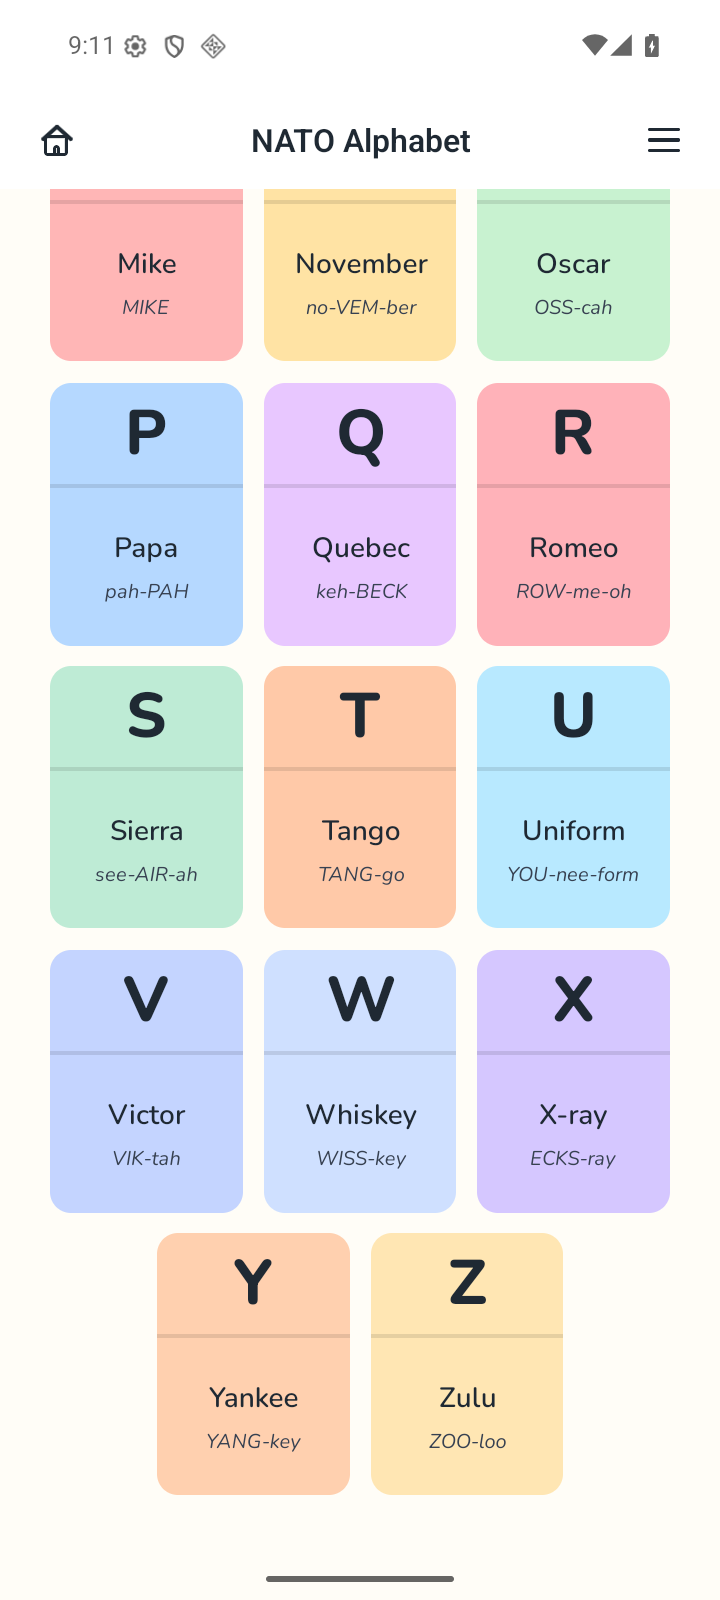 9:11
NATO Alphabet
Mike November Oscar
MIKE no-VEM-ber OSS-cah
P Q R
Papa Quebec Romeo
pah-PAH keh-BECK ROW-me-oh
S T U
Sierra Tango Uniform
see-AIR-ah TANG-go YOU-nee-form
V W X
Victor Whiskey X-ray
VIK-tah WISS-key ECKS-ray
Y Z
Yankee Zulu
YANG-key ZOO-loo